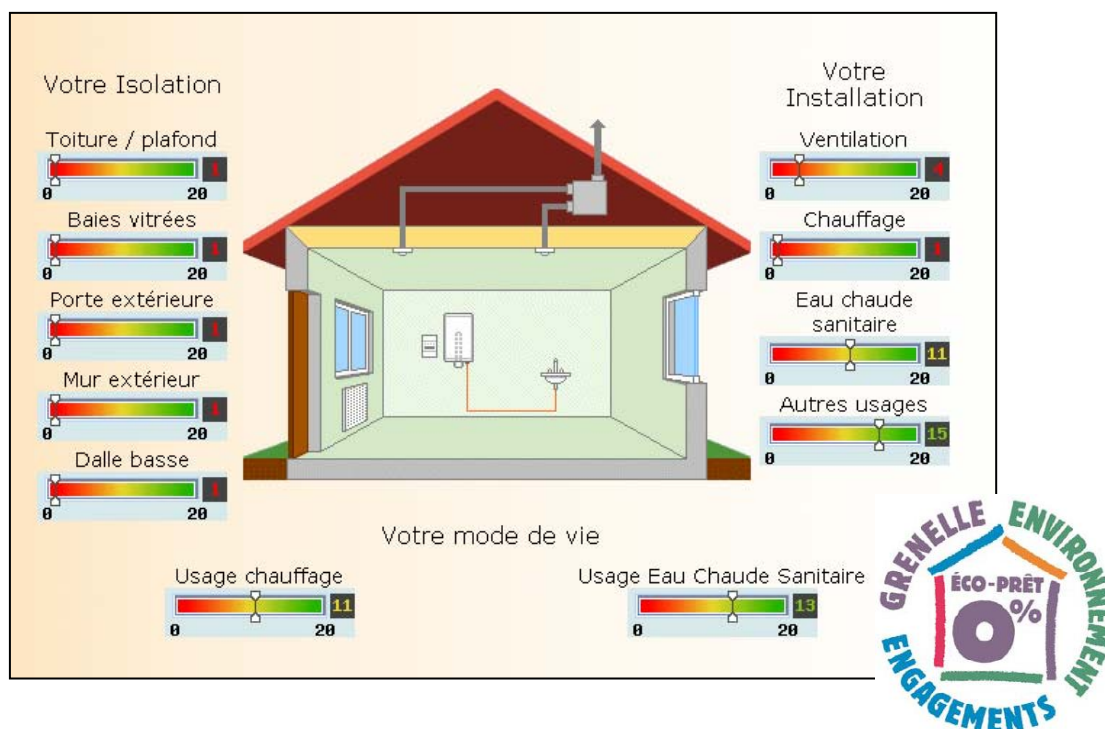 Votre Isolation
Toiture / plafond
1
0 20
Baies vitrées
1
0 20
Porte extérieure
1
0 20
Mur extérieur
1
0 20
Dalle basse
1
0 20
Votre
Installation
Ventilation
4
0 20
Chauffage
1
0 20
Eau chaude
sanitaire
11
0 20
Autres usages
15
0 20
Votre mode de vie
Usage chauffage
11
0 20
Usage Eau Chaude Sanitaire
13
0 20
GRENELLE ENVIRONNEMENT
ÉCO-PRÊT
0%
ENGAGEMENTS